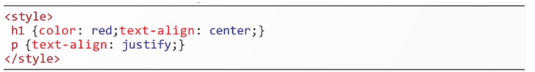 <style>
h1 {color: red;text-align: center;}
p {text-align: justify;}
</style>